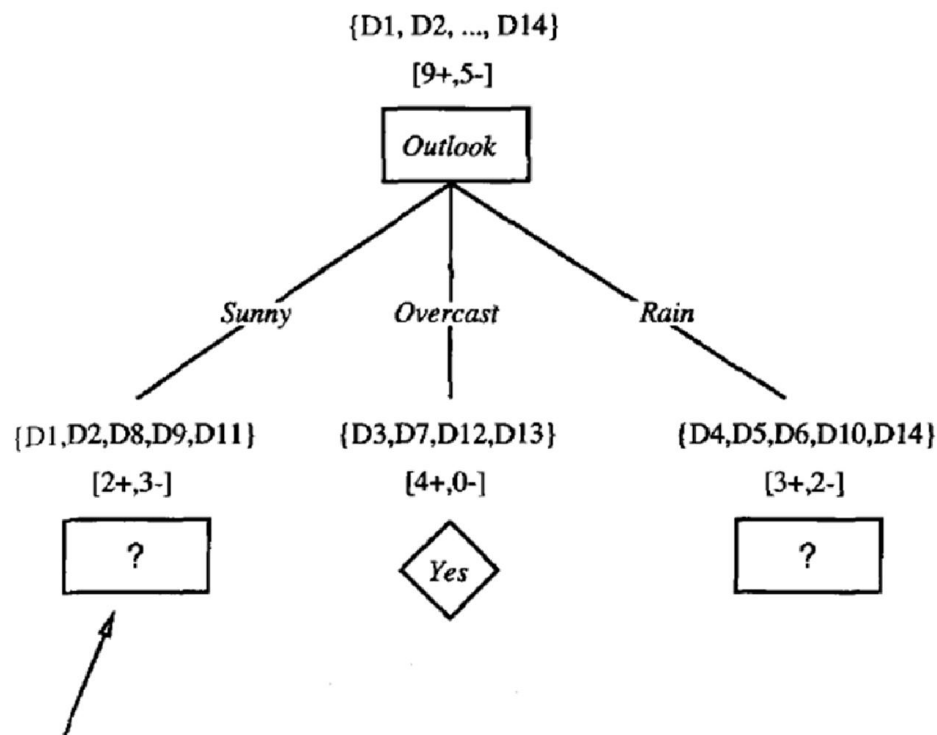 {D1, D2, ..., D14}
[9+,5-]
Outlook
Sunny
Overcast
Rain
{D1,D2,D8,D9,D11}
{D3,D7,D12,D13}
{D4,D5,D6,D10,D14}
[2+,3-]
[4+,0-]
[3+,2-]
?
Yes
?